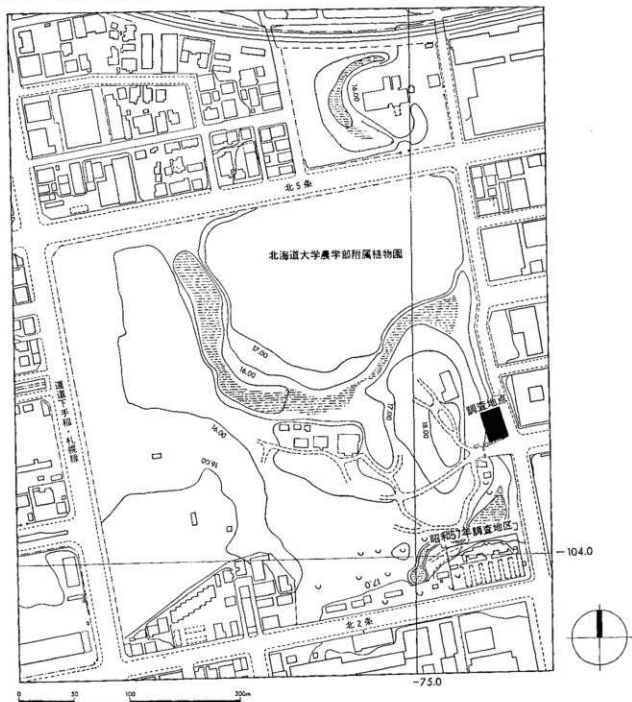 16.00
北5条
北海道大学農学部附属植物園
17.00
16.00
17.00
18.00
調査地点
道道下手稲札幌線
16.00
16.00
昭和57年調査地区
-104.0
17.0
北2条
-75.0
0 50 100 200m